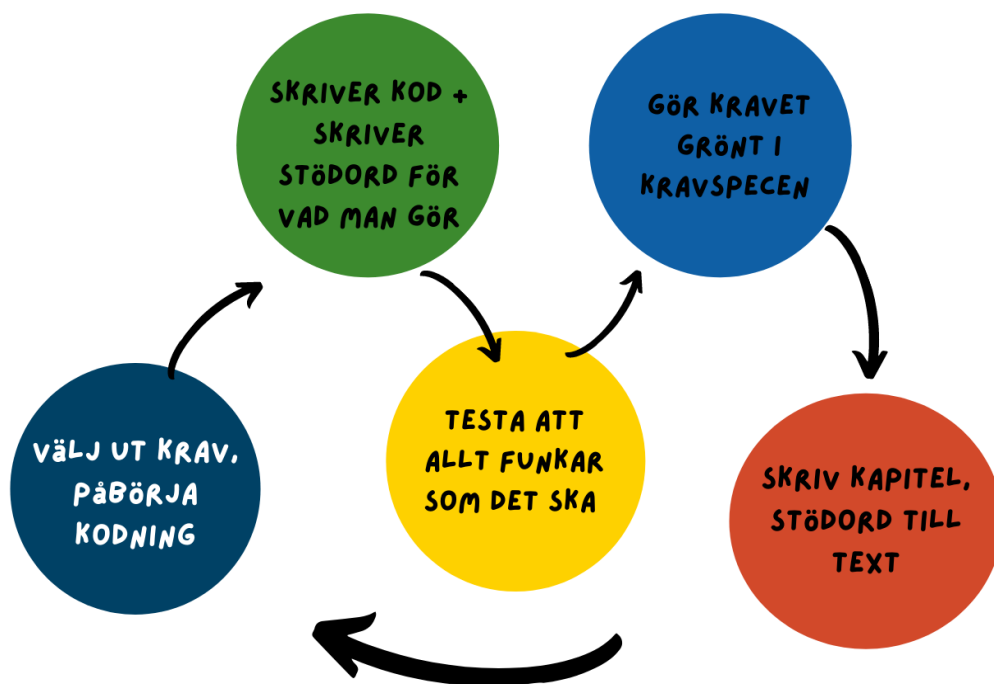 VÄLJ UT KRAV,
PÅBÖRJA
KODNING
SKRIVER KOD +
SKRIVER
STÖDORD FÖR
VAD MAN GÖR
TESTA ATT
ALLT FUNKAR
SOM DET SKA
GÖR KRAVET
GRÖNT I
KRAVSPECEN
SKRIV KAPITEL,
STÖDORD TILL
TEXT